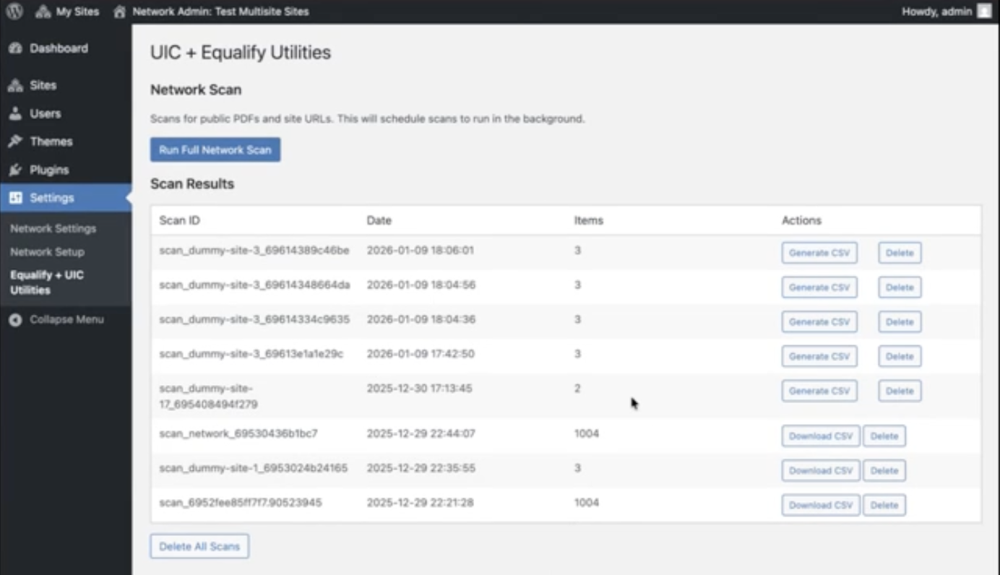 My Sites
Network Admin: Test Multisite Sites
Howdy, admin
Dashboard
Sites
Users
Themes
Plugins
Settings
Network Settings
Network Setup
Equalify + UIC
Utilities
Collapse Menu
UIC + Equalify Utilities
Network Scan
Scans for public PDFs and site URLs. This will schedule scans to run in the background.
Run Full Network Scan
Scan Results
Scan ID Date Items Actions
scan_dummy-site-3_69614389c46be 2026-01-09 18:06:01 3 Generate CSV Delete
scan_dummy-site-3_69614348664da 2026-01-09 18:04:56 3 Generate CSV Delete
scan_dummy-site-3_69614334c9635 2026-01-09 18:04:36 3 Generate CSV Delete
scan_dummy-site-3_69613e1a1e29c 2026-01-09 17:42:50 3 Generate CSV Delete
scan_dummy-site- 2025-12-30 17:13:45 2 Generate CSV Delete
17_695408494f279
scan_network_69530436b1bc7 2025-12-29 22:44:07 1004 Download CSV Delete
scan_dummy-site-1_6953024b24165 2025-12-29 22:35:55 3 Download CSV Delete
scan_6952fee85ff7f7.90523945 2025-12-29 22:21:28 1004 Download CSV Delete
Delete All Scans